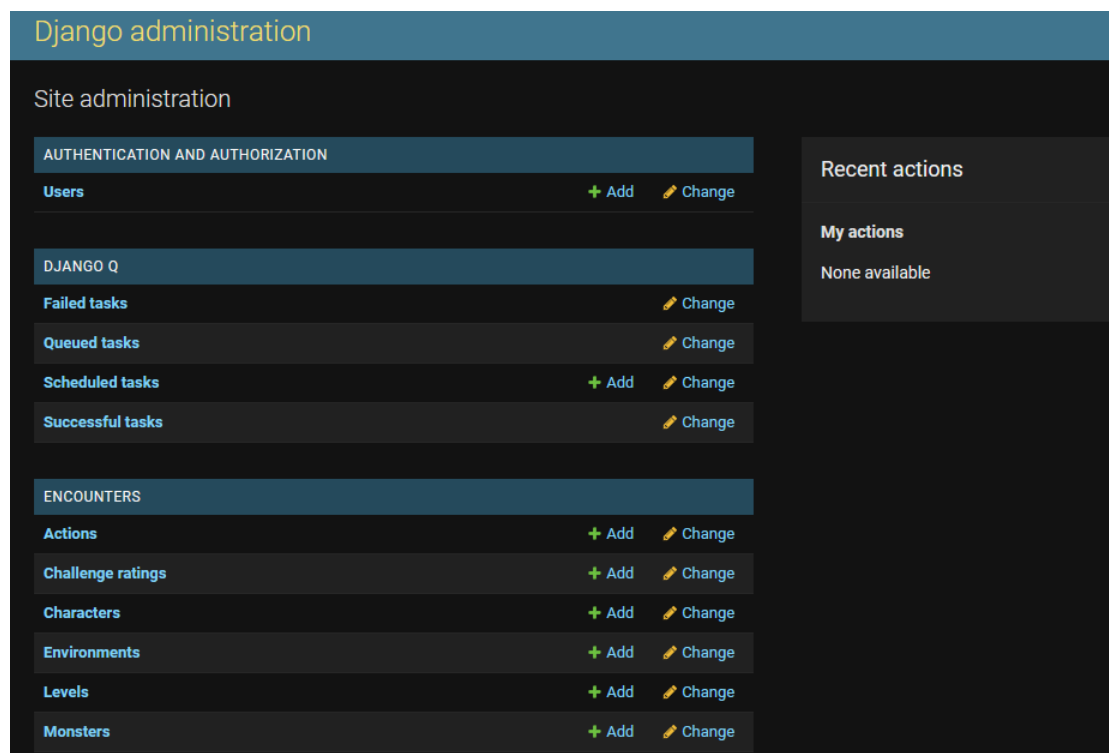 Django administration
Site administration
AUTHENTICATION AND AUTHORIZATION
Users Add Change
DJANGO Q
Failed tasks Change
Queued tasks Change
Scheduled tasks Add Change
Successful tasks Change
ENCOUNTERS
Actions Add Change
Challenge ratings Add Change
Characters Add Change
Environments Add Change
Levels Add Change
Monsters Add Change
Recent actions
My actions
None available